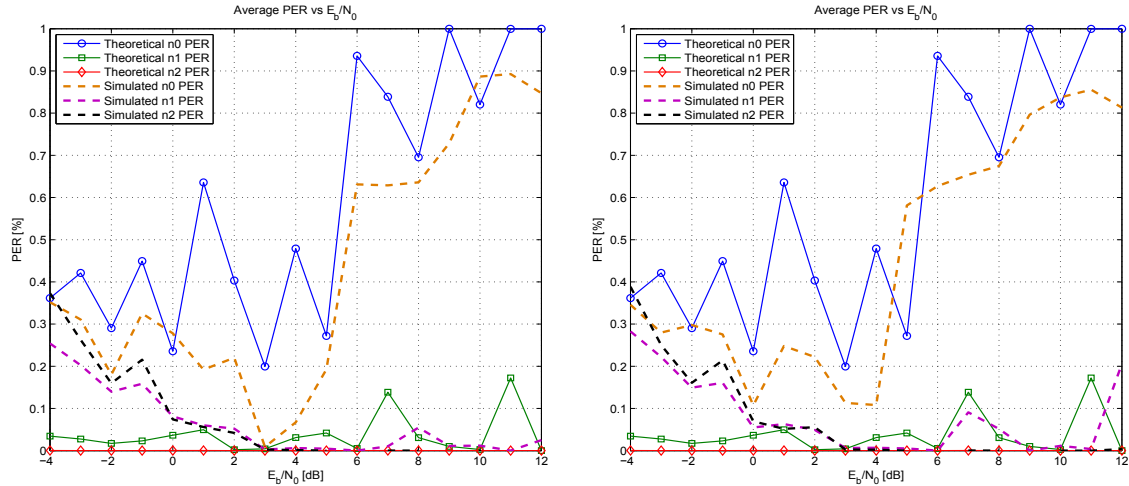 Average PER vs E_b/N_0
PER [%]
1
0.9
0.8
0.7
0.6
0.5
0.4
0.3
0.2
0.1
0
Theoretical n0 PER
Theoretical n1 PER
Theoretical n2 PER
Simulated n0 PER
Simulated n1 PER
Simulated n2 PER
−4 −2 0 2 4 6 8 10 12
E_b/N_0 [dB]
Average PER vs E_b/N_0
PER [%]
1
0.9
0.8
0.7
0.6
0.5
0.4
0.3
0.2
0.1
0
Theoretical n0 PER
Theoretical n1 PER
Theoretical n2 PER
Simulated n0 PER
Simulated n1 PER
Simulated n2 PER
−4 −2 0 2 4 6 8 10 12
E_b/N_0 [dB]